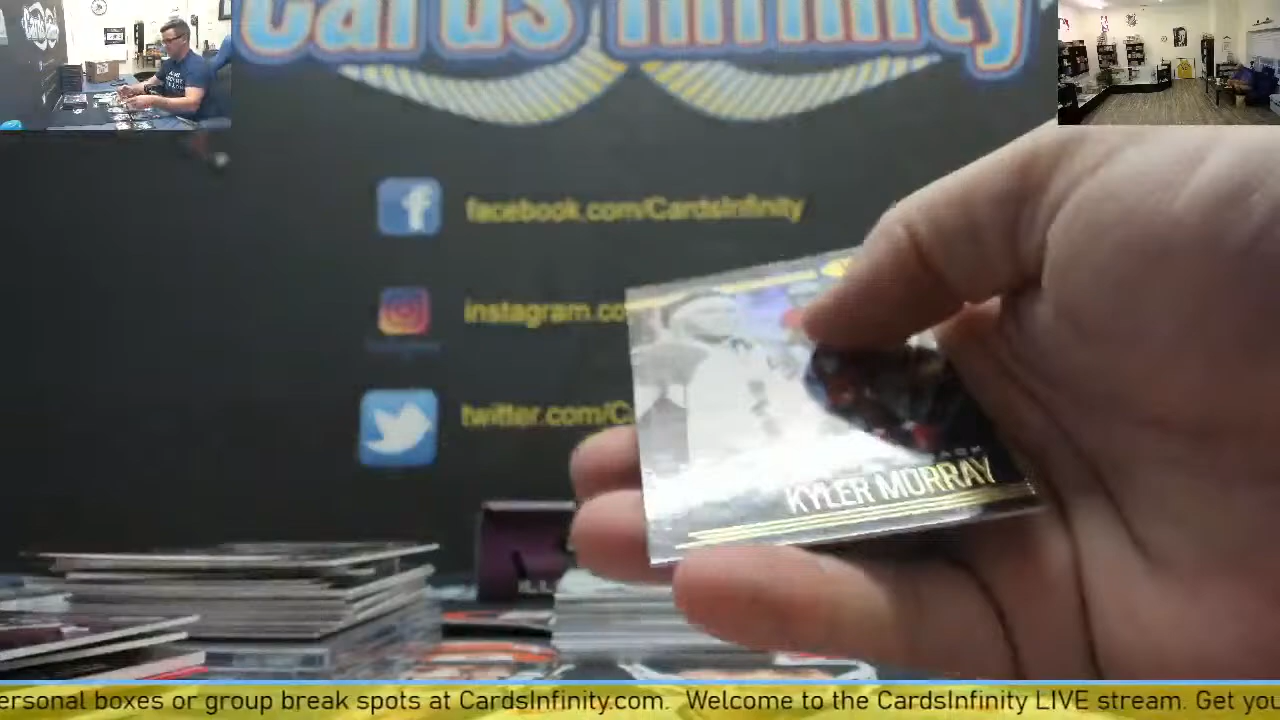 Cards Infinity
facebook.com/CardsInfinity
instagram.co
twitter.com/C
KYLER MURRAY
ersonal boxes or group break spots at CardsInfinity.com. Welcome to the CardsInfinity LIVE stream. Get you